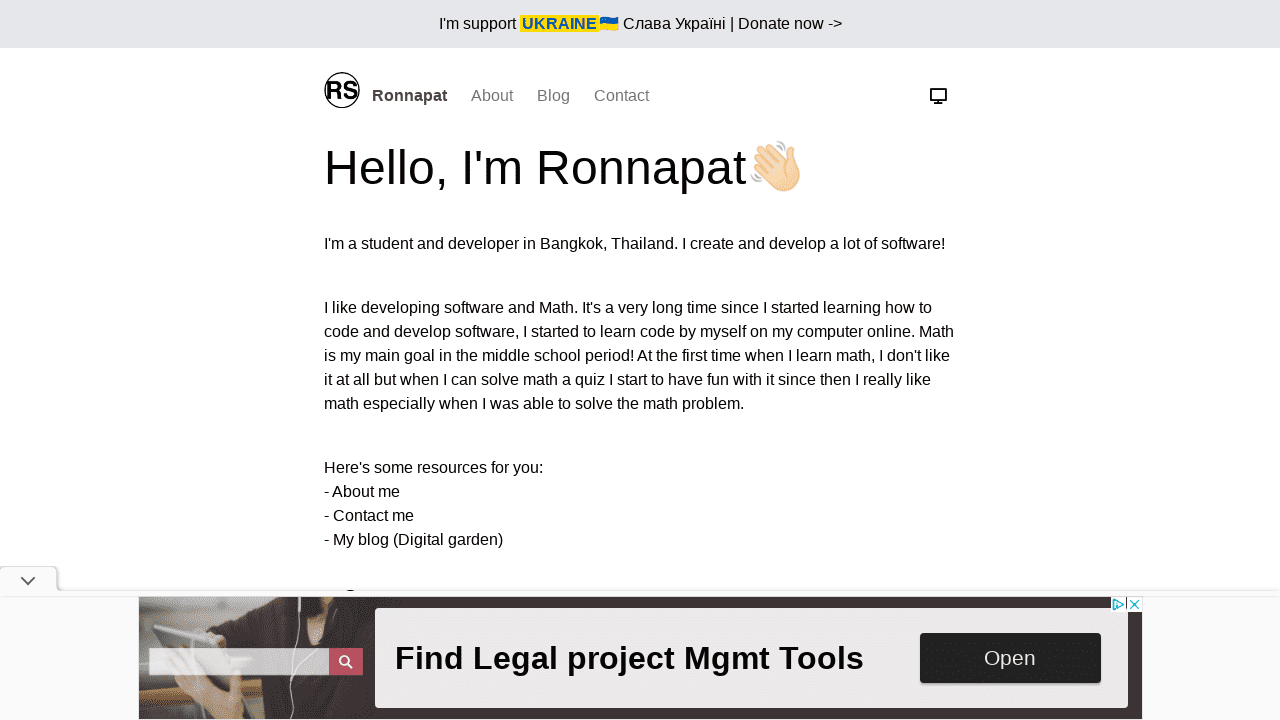 I'm support UKRAINE🇺🇦 Слава Україні | Donate now ->
RS Ronnapat About Blog Contact
Hello, I'm Ronnapat👋🏻
I'm a student and developer in Bangkok, Thailand. I create and develop a lot of software!
I like developing software and Math. It's a very long time since I started learning how to
code and develop software, I started to learn code by myself on my computer online. Math
is my main goal in the middle school period! At the first time when I learn math, I don't like
it at all but when I can solve math a quiz I start to have fun with it since then I really like
math especially when I was able to solve the math problem.
Here's some resources for you:
- About me
- Contact me
- My blog (Digital garden)
Find Legal project Mgmt Tools
Open